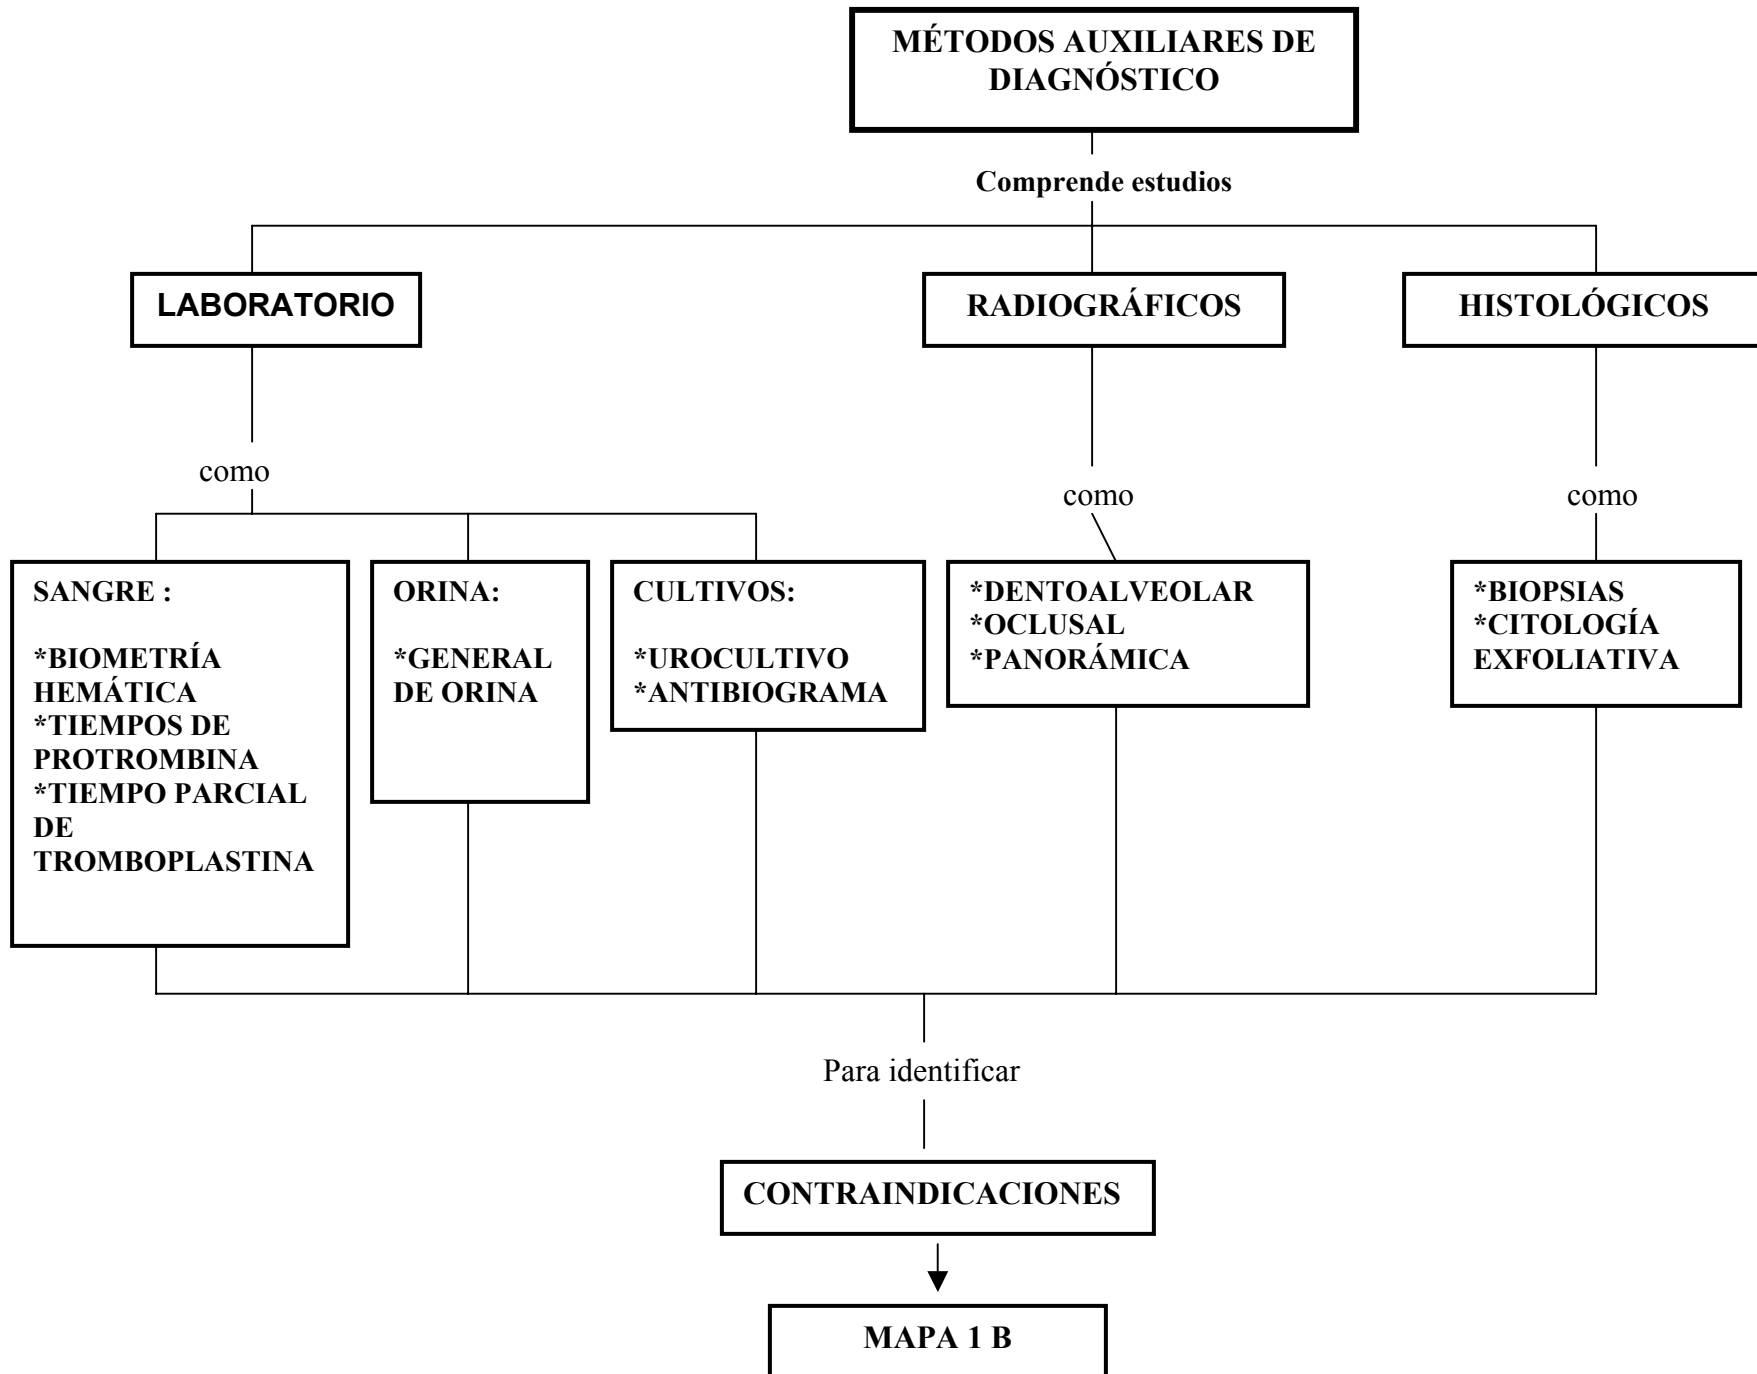 MÉTODOS AUXILIARES DE
DIAGNÓSTICO
Comprende estudios
LABORATORIO
RADIOGRÁFICOS
HISTOLÓGICOS
como
como
como
SANGRE :
*BIOMETRÍA
HEMÁTICA
*TIEMPOS DE
PROTROMBINA
*TIEMPO PARCIAL
DE
TROMBOPLASTINA
ORINA:
*GENERAL
DE ORINA
CULTIVOS:
*UROCULTIVO
*ANTIBIOGRAMA
*DENTOALVEOLAR
*OCLUSAL
*PANORÁMICA
*BIOPSIAS
*CITOLOGÍA
EXFOLIATIVA
Para identificar
CONTRAINDICACIONES
MAPA 1 B